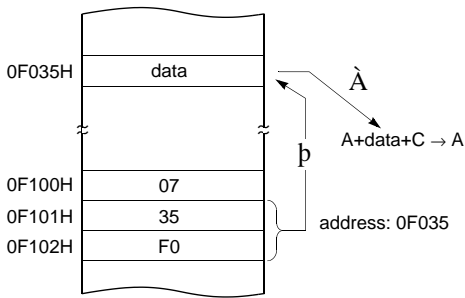 0F035H data À
A+data+C → A
þ
0F100H 07
0F101H 35 address: 0F035
0F102H F0